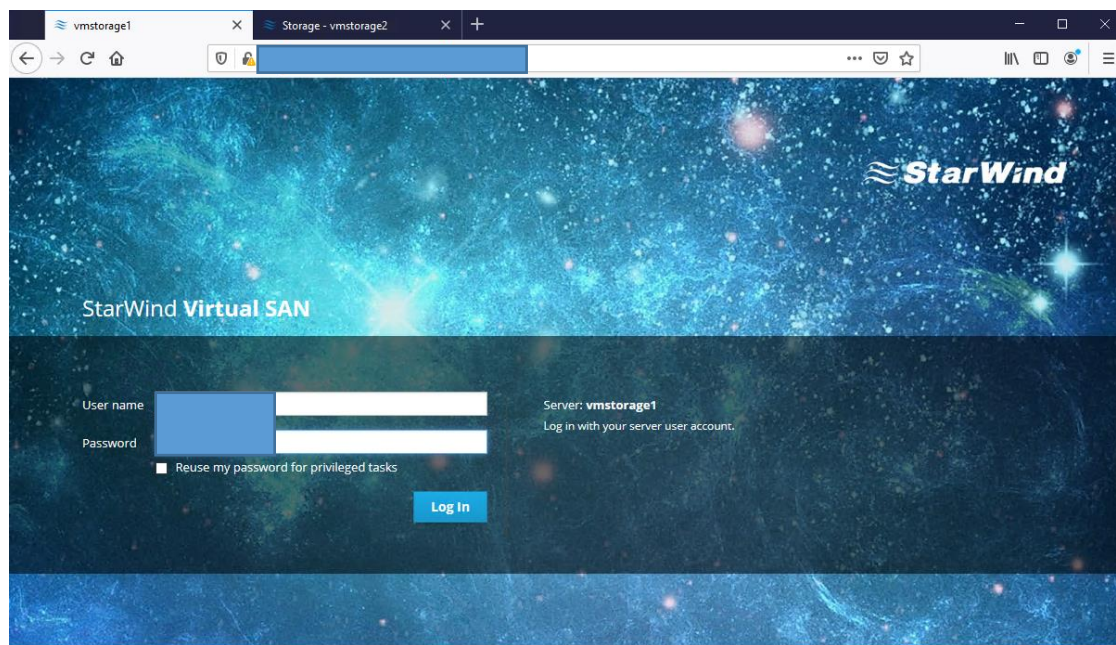 vmstorage1
Storage - vmstorage2
StarWind
StarWind Virtual SAN
User name
Server: vmstorage1
Log in with your server user account.
Password
Reuse my password for privileged tasks
Log In